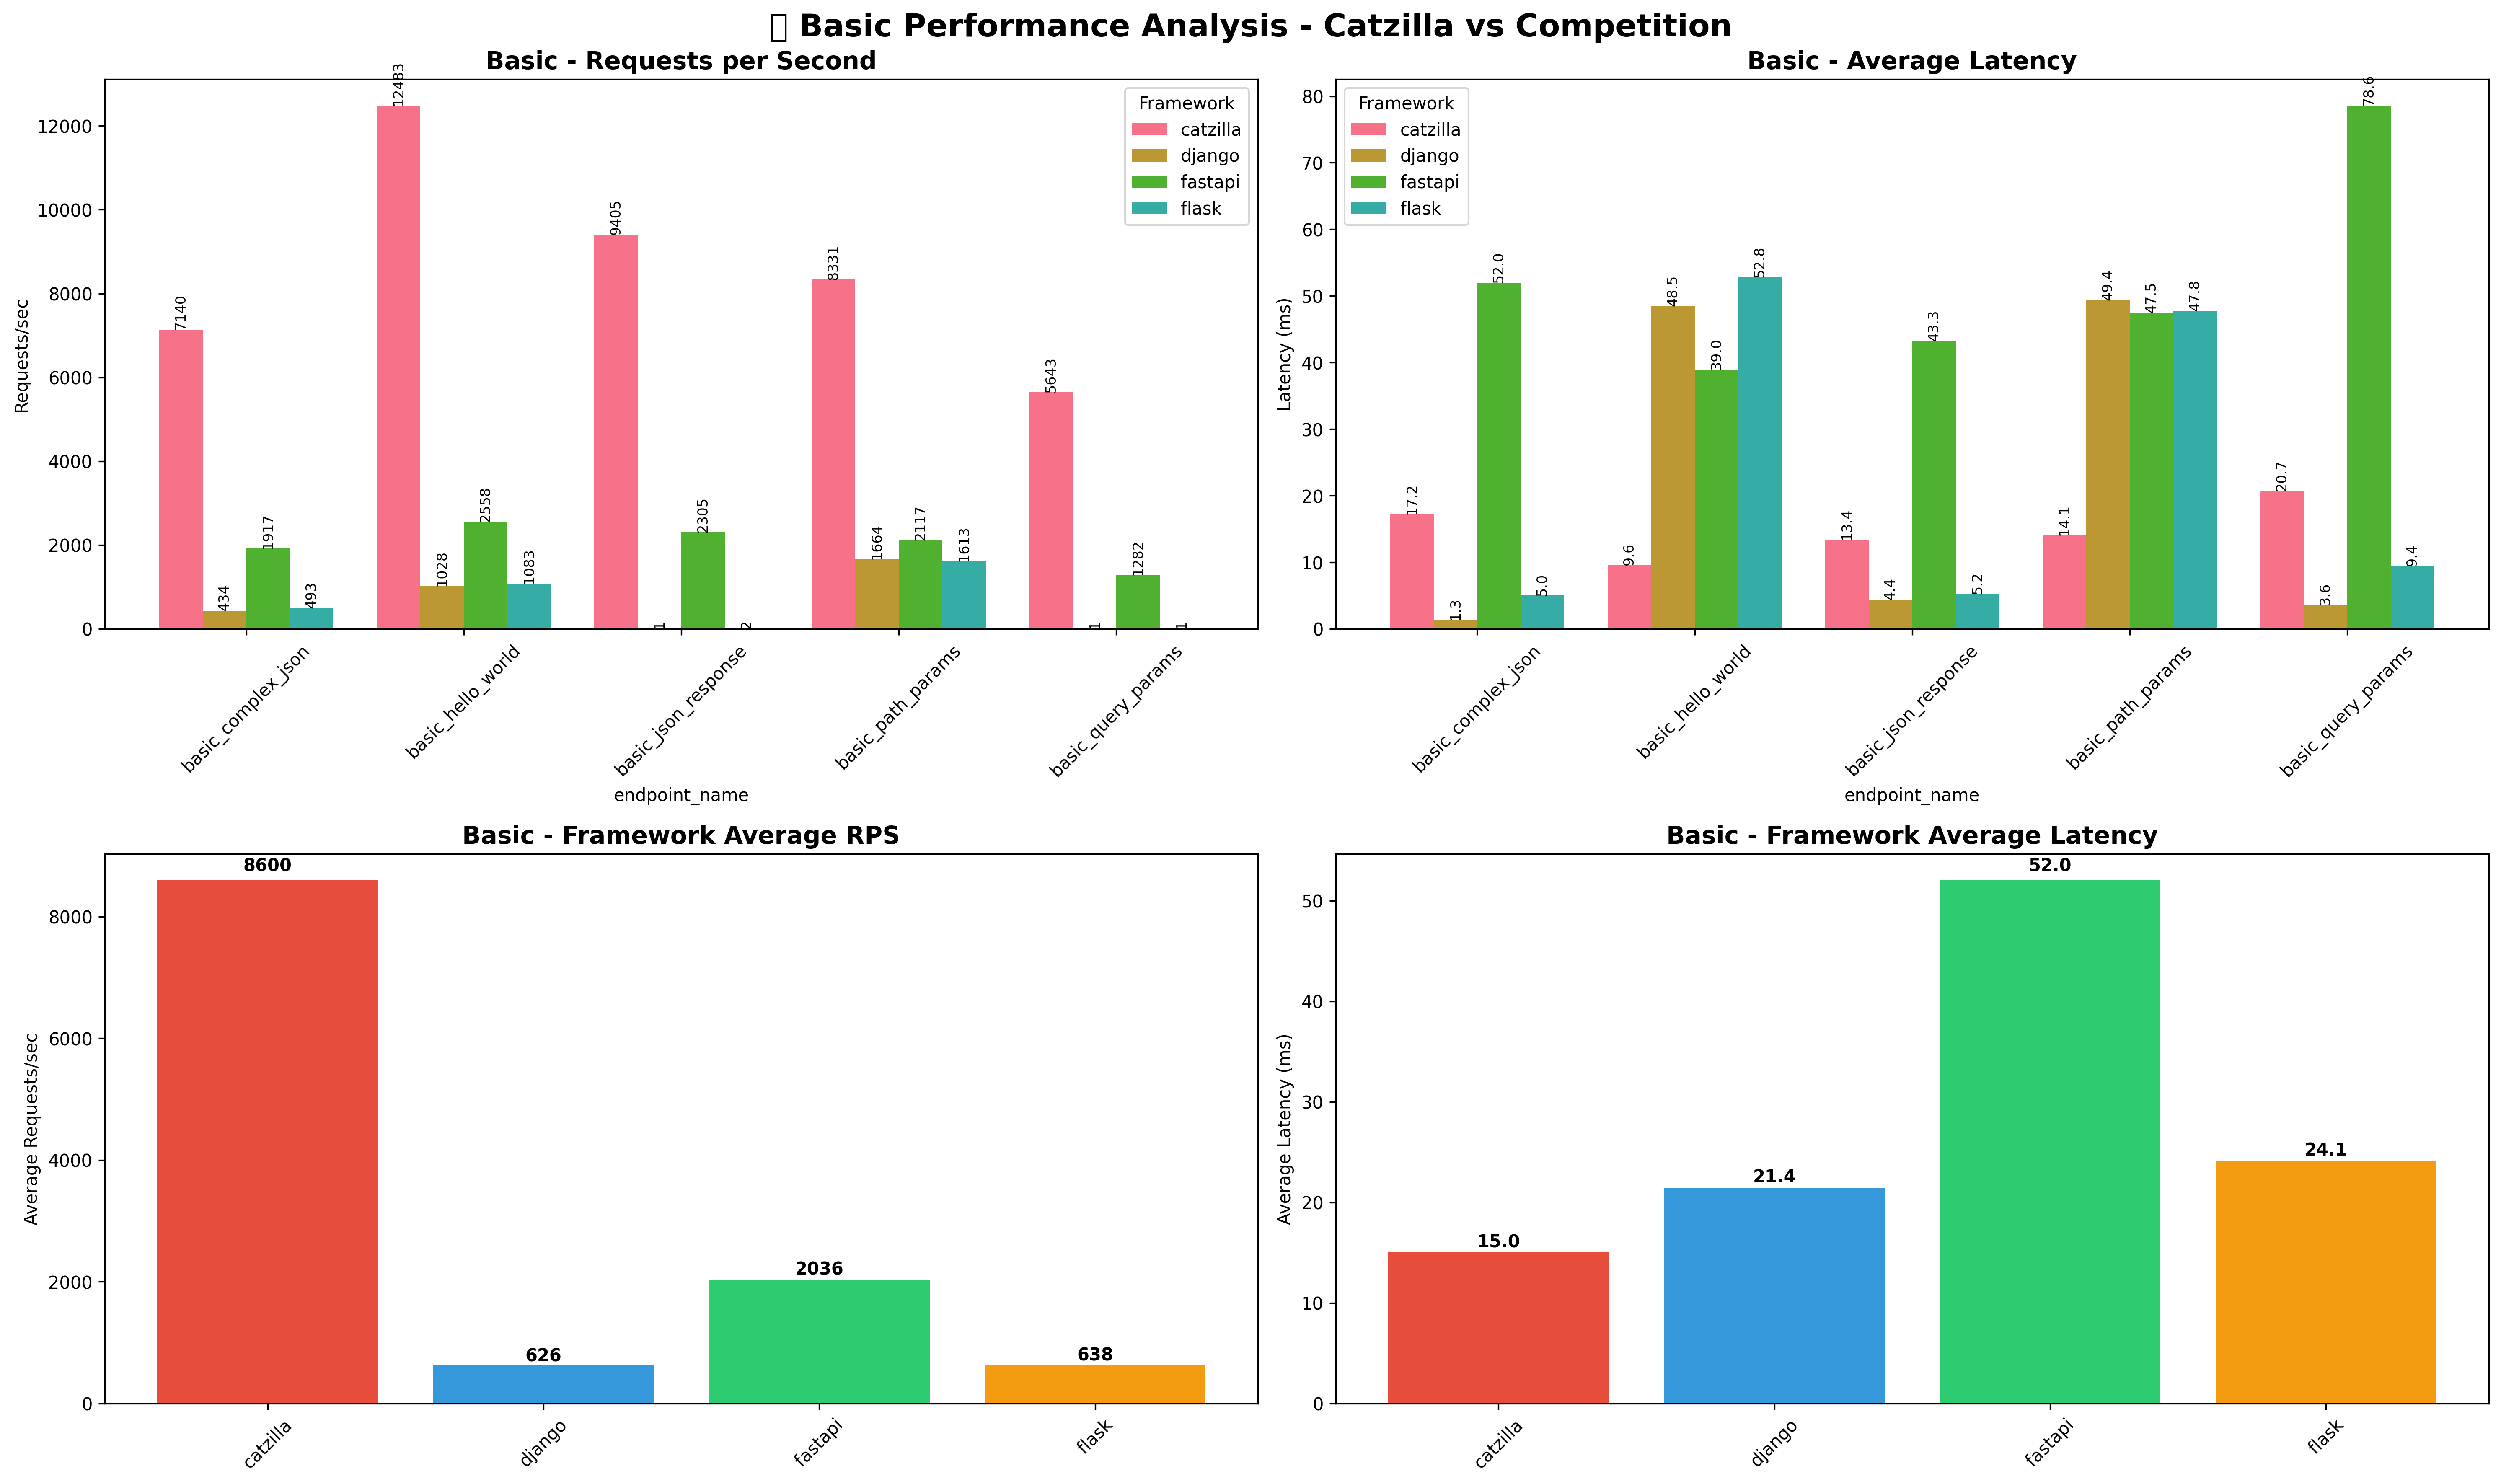 ▯ Basic Performance Analysis - Catzilla vs Competition
Basic - Requests per Second
Requests/sec
12000
10000
8000
6000
4000
2000
0
7140
434
1917
493
12483
1028
2558
1083
9405
1
2305
2
8331
1664
2117
1613
5643
1
1282
1
Framework
catzilla
django
fastapi
flask
basic_complex_json
basic_hello_world
basic_json_response
basic_path_params
basic_query_params
endpoint_name
Basic - Average Latency
Latency (ms)
80
70
60
50
40
30
20
10
0
Framework
catzilla
django
fastapi
flask
17.2
1.3
52.0
5.0
9.6
48.5
39.0
52.8
13.4
4.4
43.3
5.2
14.1
49.4
47.5
47.8
20.7
3.6
78.6
9.4
basic_complex_json
basic_hello_world
basic_json_response
basic_path_params
basic_query_params
endpoint_name
Basic - Framework Average RPS
Average Requests/sec
8000
6000
4000
2000
0
8600
626
2036
638
catzilla
django
fastapi
flask
Basic - Framework Average Latency
Average Latency (ms)
50
40
30
20
10
0
15.0
21.4
52.0
24.1
catzilla
django
fastapi
flask